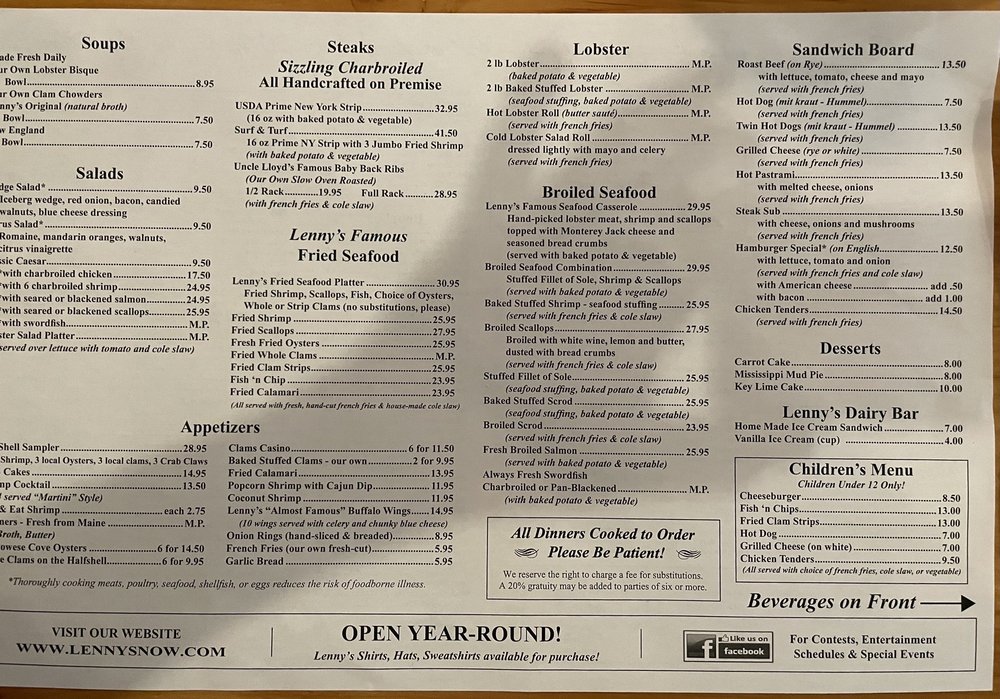 Soups
ade Fresh Daily
ur Own Lobster Bisque
Bowl 8.95
ur Own Clam Chowders
nny's Original (natural broth)
Bowl 7.50
w England
Bowl 7.50
Salads
dge Salad* 9.50
Iceberg wedge, red onion, bacon, candied
walnuts, blue cheese dressing
rus Salad* 9.50
Romaine, mandarin oranges, walnuts,
citrus vinaigrette
ssic Caesar 9.50
*with charbroiled chicken 17.50
*with 6 charbroiled shrimp 24.95
*with seared or blackened salmon 24.95
*with seared or blackened scallops 25.95
*with swordfish M.P.
ster Salad Platter M.P.
served over lettuce with tomato and cole slaw)
Steaks
Sizzling Charbroiled
All Handcrafted on Premise
USDA Prime New York Strip 32.95
(16 oz with baked potato & vegetable)
Surf & Turf 41.50
16 oz Prime NY Strip with 3 Jumbo Fried Shrimp
(with baked potato & vegetable)
Uncle Lloyd's Famous Baby Back Ribs
(Our Own Slow Oven Roasted)
1/2 Rack 19.95 Full Rack 28.95
(with french fries & cole slaw)
Lenny's Famous
Fried Seafood
Lenny's Fried Seafood Platter 30.95
Fried Shrimp, Scallops, Fish, Choice of Oysters,
Whole or Strip Clams (no substitutions, please)
Fried Shrimp 25.95
Fried Scallops 27.95
Fresh Fried Oysters 25.95
Fried Whole Clams M.P.
Fried Clam Strips 25.95
Fish 'n Chip 23.95
Fried Calamari 23.95
(All served with fresh, hand-cut french fries & house-made cole slaw)
Appetizers
Shell Sampler 28.95
Shrimp, 3 local Oysters, 3 local clams, 3 Crab Claws
Cakes 14.95
mp Cocktail 13.50
l served "Martini" Style)
& Eat Shrimp each 2.75
mers - Fresh from Maine M.P.
Broth, Butter)
owese Cove Oysters 6 for 14.50
e Clams on the Halfshell 6 for 9.95
Clams Casino 6 for 11.50
Baked Stuffed Clams - our own 2 for 9.95
Fried Calamari 13.95
Popcorn Shrimp with Cajun Dip 11.95
Coconut Shrimp 11.95
Lenny's "Almost Famous" Buffalo Wings 14.95
(10 wings served with celery and chunky blue cheese)
Onion Rings (hand-sliced & breaded) 8.95
French Fries (our own fresh-cut) 5.95
Garlic Bread 5.95
*Thoroughly cooking meats, poultry, seafood, shellfish, or eggs reduces the risk of foodborne illness.
Lobster
2 lb Lobster M.P.
(baked potato & vegetable)
2 lb Baked Stuffed Lobster M.P.
(seafood stuffing, baked potato & vegetable)
Hot Lobster Roll (butter sauté) M.P.
(served with french fries)
Cold Lobster Salad Roll M.P.
dressed lightly with mayo and celery
(served with french fries)
Broiled Seafood
Lenny's Famous Seafood Casserole 29.95
Hand-picked lobster meat, shrimp and scallops
topped with Monterey Jack cheese and
seasoned bread crumbs
(served with baked potato & vegetable)
Broiled Seafood Combination 29.95
Stuffed Fillet of Sole, Shrimp & Scallops
(served with baked potato & vegetable)
Baked Stuffed Shrimp - seafood stuffing 25.95
(served with french fries & cole slaw)
Broiled Scallops 27.95
Broiled with white wine, lemon and butter,
dusted with bread crumbs
(served with french fries & cole slaw)
Stuffed Fillet of Sole 25.95
(seafood stuffing, baked potato & vegetable)
Baked Stuffed Scrod 25.95
(seafood stuffing, baked potato & vegetable)
Broiled Scrod 23.95
(served with french fries & cole slaw)
Fresh Broiled Salmon 25.95
(served with baked potato & vegetable)
Always Fresh Swordfish
Charbroiled or Pan-Blackened M.P.
(with baked potato & vegetable)
All Dinners Cooked to Order
Please Be Patient!
We reserve the right to charge a fee for substitutions.
A 20% gratuity may be added to parties of six or more.
Sandwich Board
Roast Beef (on Rye) 13.50
with lettuce, tomato, cheese and mayo
(served with french fries)
Hot Dog (mit kraut - Hummel) 7.50
(served with french fries)
Twin Hot Dogs (mit kraut - Hummel) 13.50
(served with french fries)
Grilled Cheese (rye or white) 7.50
(served with french fries)
Hot Pastrami 13.50
with melted cheese, onions
(served with french fries)
Steak Sub 13.50
with cheese, onions and mushrooms
(served with french fries)
Hamburger Special* (on English 12.50
with lettuce, tomato and onion
(served with french fries and cole slaw)
with American cheese add .50
with bacon add 1.00
Chicken Tenders 14.50
(served with french fries)
Desserts
Carrot Cake 8.00
Mississippi Mud Pie 8.00
Key Lime Cake 10.00
Lenny's Dairy Bar
Home Made Ice Cream Sandwich 7.00
Vanilla Ice Cream (cup) 4.00
Children's Menu
Children Under 12 Only!
Cheeseburger 8.50
Fish 'n Chips 13.00
Fried Clam Strips 13.00
Hot Dog 7.00
Grilled Cheese (on white) 7.00
Chicken Tenders 9.50
(All served with choice of french fries, cole slaw, or vegetable)
Beverages on Front
VISIT OUR WEBSITE
WWW.LENNYSNOW.COM
OPEN YEAR-ROUND!
Lenny's Shirts, Hats, Sweatshirts available for purchase!
f Like us on
facebook
For Contests, Entertainment
Schedules & Special Events